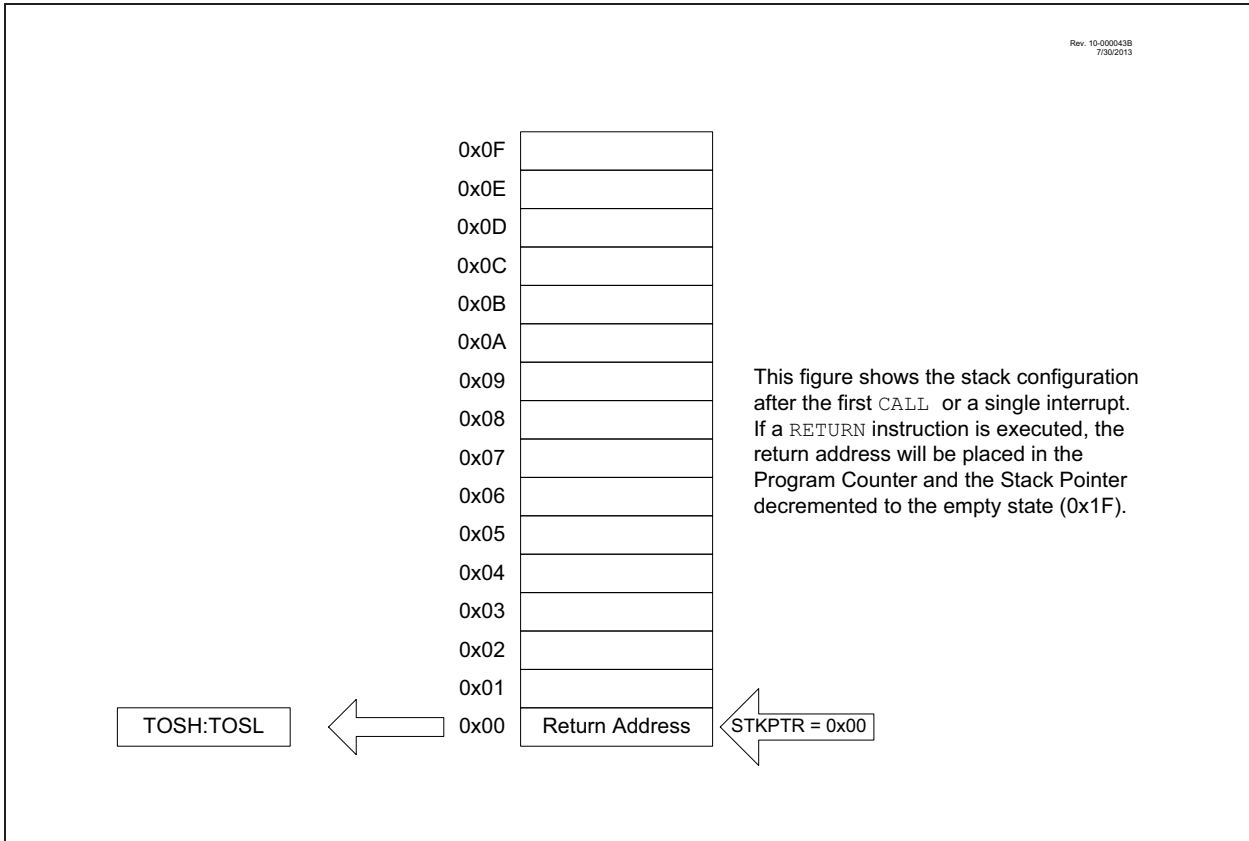 Rev. 10-000043B
7/30/2013
0x0F
0x0E
0x0D
0x0C
0x0B
0x0A
0x09
0x08
0x07
0x06
0x05
0x04
0x03
0x02
0x01
0x00
This figure shows the stack configuration
after the first CALL or a single interrupt.
If a RETURN instruction is executed, the
return address will be placed in the
Program Counter and the Stack Pointer
decremented to the empty state (0x1F).
TOSH:TOSL
Return Address
STKPTR = 0x00